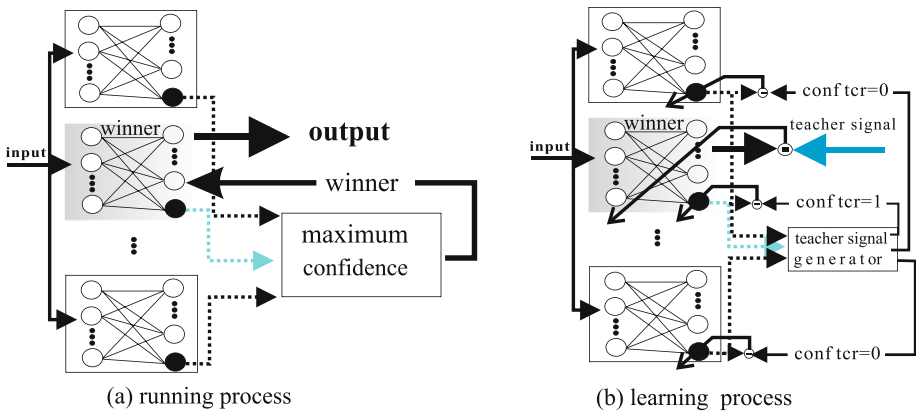 input
winner
output
winner
maximum
confidence
(a) running process
input
winner
conf tcr=0
teacher signal
conf tcr=1
teacher signal
generator
conf tcr=0
(b) learning process